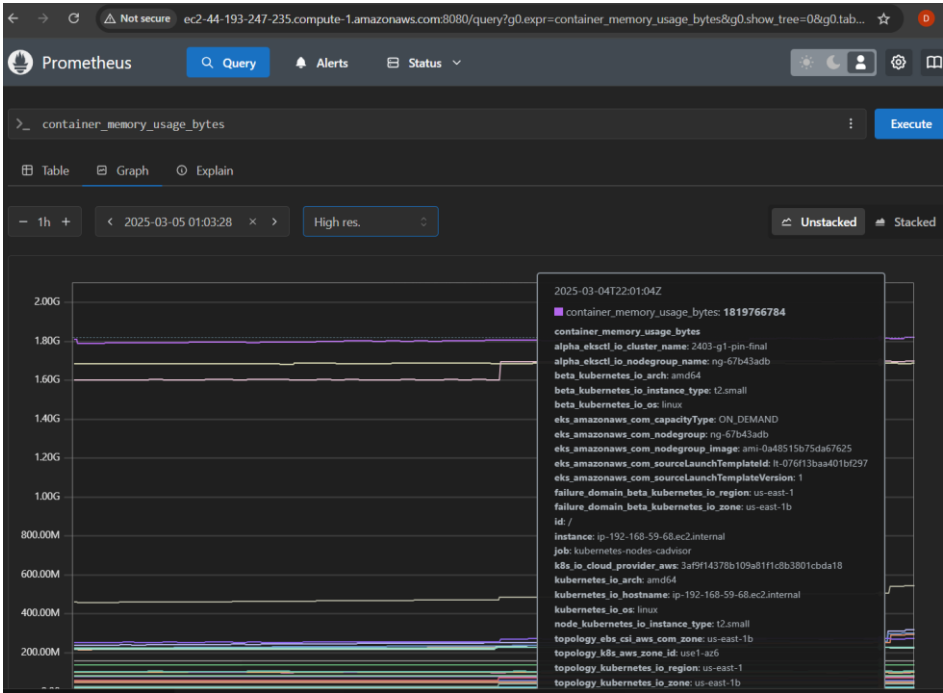 Not secure ec2-44-193-247-235.compute-1.amazonaws.com:8080/query?g0.expr=container_memory_usage_bytes&g0.show_tree=0&g0.tab... D
Prometheus Query Alerts Status
>_ container_memory_usage_bytes Execute
Table Graph Explain
− 1h + < 2025-03-05 01:03:28 × > High res. Unstacked Stacked
2025-03-04T22:01:04Z
container_memory_usage_bytes: 1819766784
container_memory_usage_bytes
alpha_eksctl_io_cluster_name: 2403-g1-pin-final
alpha_eksctl_io_nodegroup_name: ng-67b43adb
beta_kubernetes_io_arch: amd64
beta_kubernetes_io_instance_type: t2.small
beta_kubernetes_io_os: linux
eks_amazonaws_com_capacityType: ON_DEMAND
eks_amazonaws_com_nodegroup: ng-67b43adb
eks_amazonaws_com_nodegroup_image: ami-0a48515b75da67625
eks_amazonaws_com_sourceLaunchTemplateId: lt-076f13baa401bf297
eks_amazonaws_com_sourceLaunchTemplateVersion: 1
failure_domain_beta_kubernetes_io_region: us-east-1
failure_domain_beta_kubernetes_io_zone: us-east-1b
id: /
instance: ip-192-168-59-68.ec2.internal
job: kubernetes-nodes-cadvisor
k8s_io_cloud_provider_aws: 3af9f14378b109a81f1c8b3801cbda18
kubernetes_io_arch: amd64
kubernetes_io_hostname: ip-192-168-59-68.ec2.internal
kubernetes_io_os: linux
node_kubernetes_io_instance_type: t2.small
topology_ebs_csi_aws_com_zone: us-east-1b
topology_k8s_aws_zone_id: use1-az6
topology_kubernetes_io_region: us-east-1
topology_kubernetes_io_zone: us-east-1b
2.00G
1.80G
1.60G
1.40G
1.20G
1.00G
800.00M
600.00M
400.00M
200.00M